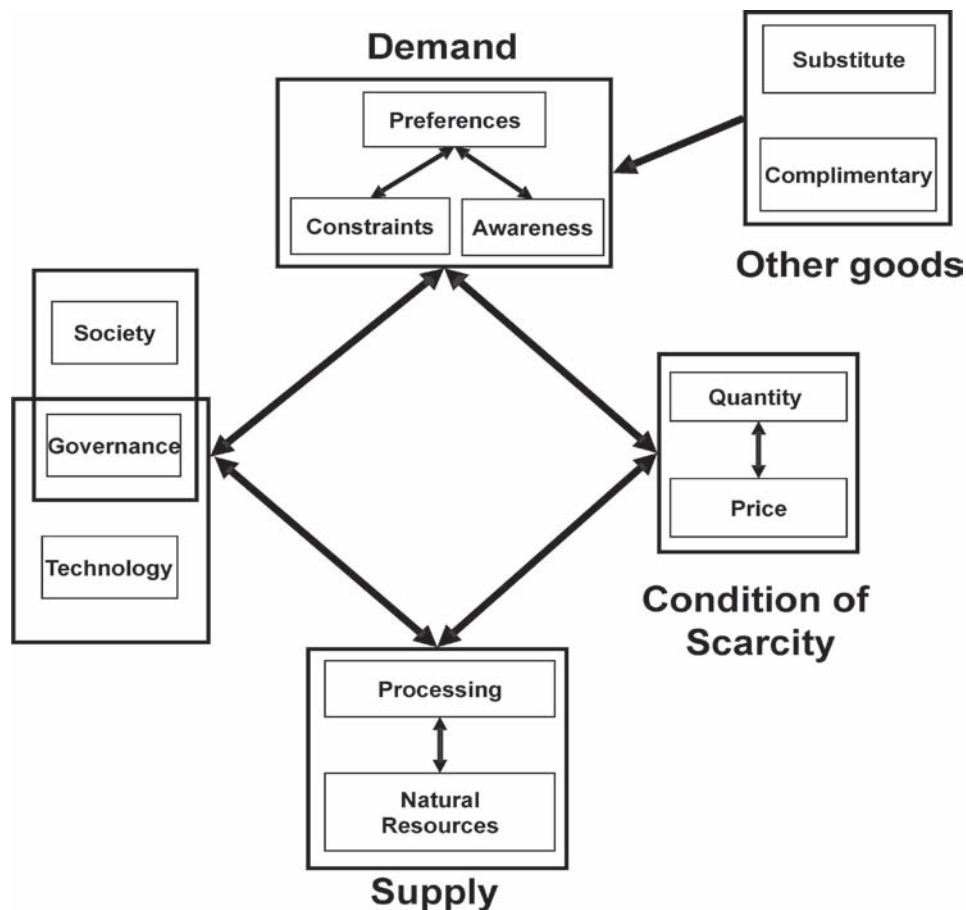 Demand
Substitute
Preferences
Complimentary
Constraints
Awareness
Other goods
Society
Governance
Technology
Quantity
Price
Condition of
Scarcity
Processing
Natural
Resources
Supply